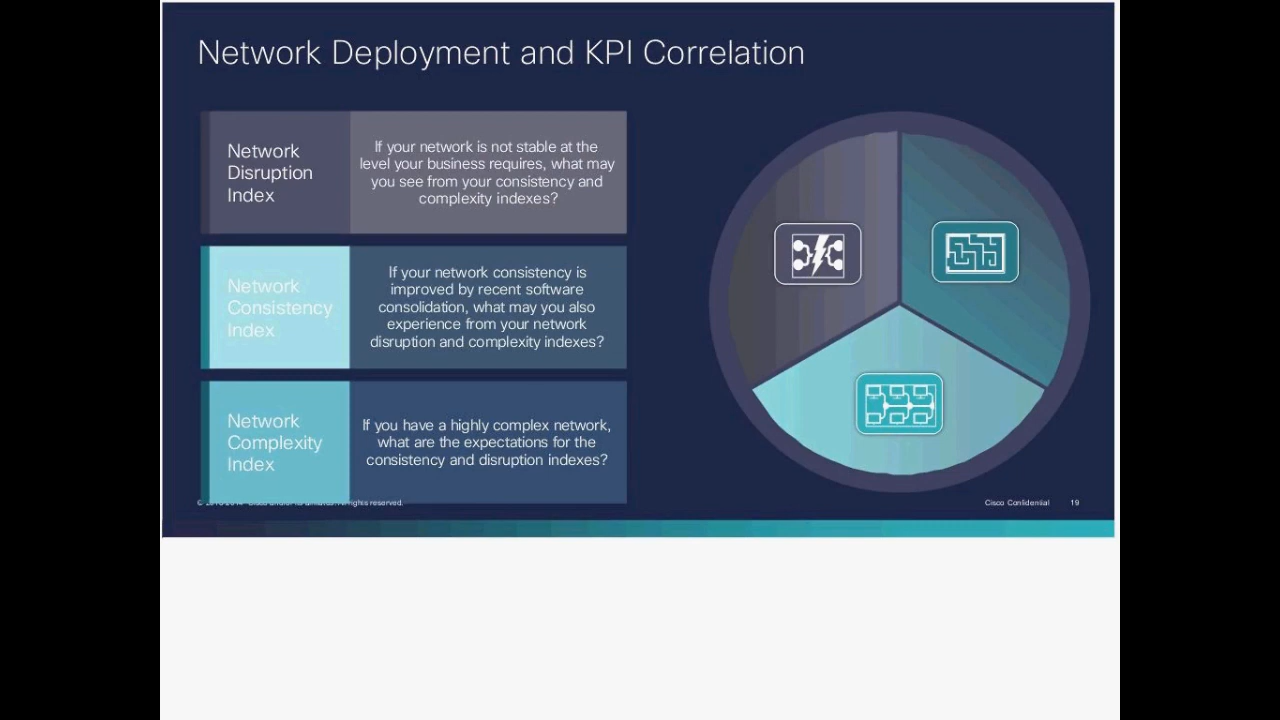 Network Deployment and KPI Correlation
Network
Disruption
Index
If your network is not stable at the
level your business requires, what may
you see from your consistency and
complexity indexes?
Network
Consistency
Index
If your network consistency is
improved by recent software
consolidation, what may you also
experience from your network
disruption and complexity indexes?
Network
Complexity
Index
If you have a highly complex network,
what are the expectations for the
consistency and disruption indexes?
©
reserved.
Cisco Confidential
19